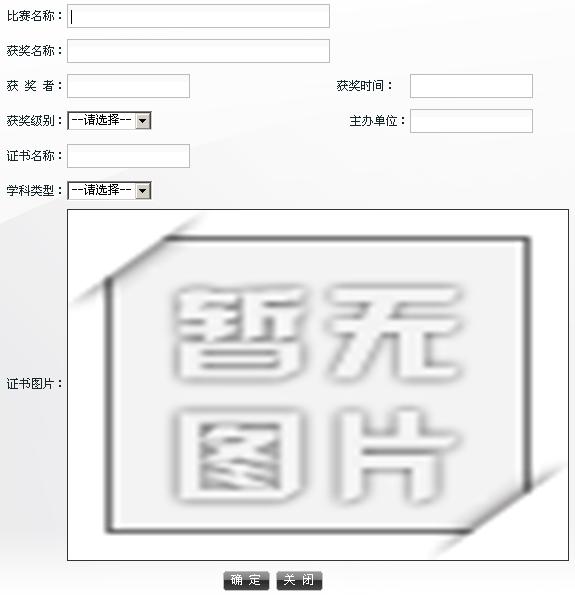 比赛名称：
获奖名称：
获 奖 者： 获奖时间：
获奖级别： --请选择-- 主办单位：
证书名称：
学科类型： --请选择--
证书图片：
暂无
图片
确 定 关 闭